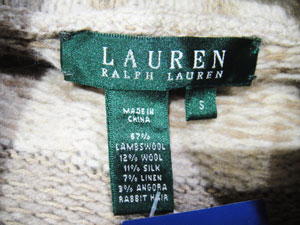 LAUREN
RALPH LAUREN
S
MADE IN
CHINA
67%
LAMBSWOOL
12% WOOL
11% SILK
7% LINEN
3% ANGORA
RABBIT HAIR